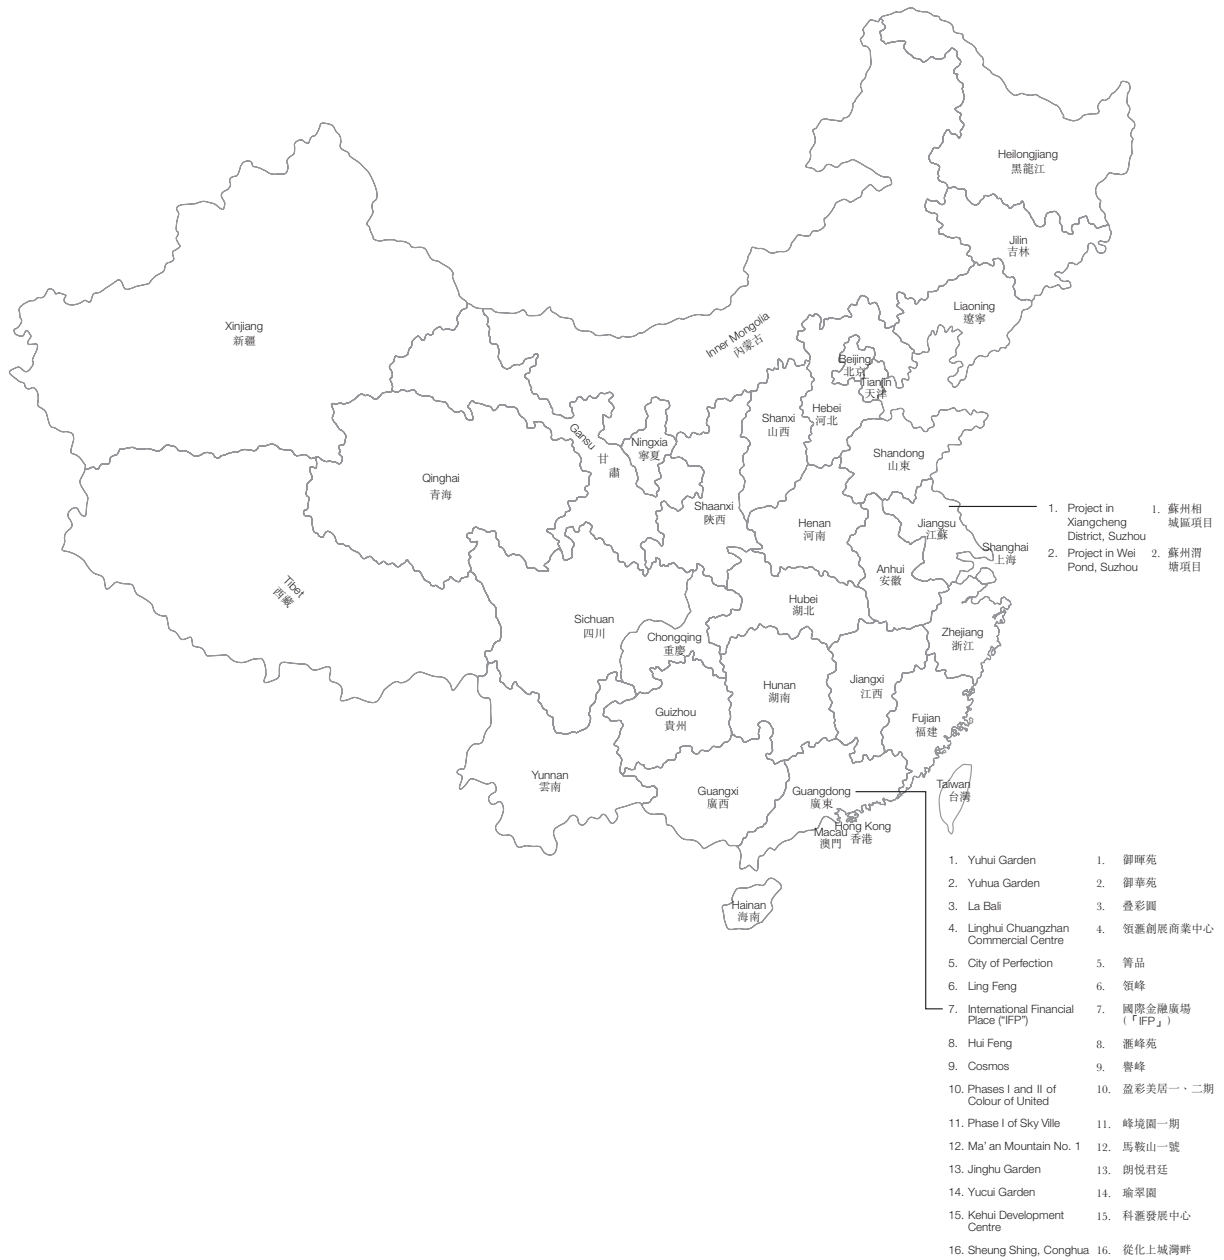 Heilongjiang
黑龍江
Jilin
吉林
Liaoning
遼寧
Xinjiang
新疆
Inner Mongolia
內蒙古
Beijing
北京
Tianjin
天津
Hebei
河北
Shanxi
山西
Gansu
甘
肅
Ningxia
寧夏
Shandong
山東
Qinghai
青海
Shaanxi
陝西
Henan
河南
Jiangsu
江蘇
1. Project in 1. 蘇州相
Xiangcheng 城區項目
District, Suzhou
2. Project in Wei 2. 蘇州渭
Pond, Suzhou 塘項目
Shanghai
上海
Anhui
安徽
Tibet
西藏
Hubei
湖北
Sichuan
四川
Chongqing
重慶
Zhejiang
浙江
Hunan
湖南
Jiangxi
江西
Guizhou
貴州
Fujian
福建
Yunnan
雲南
Guangxi
廣西
Guangdong
廣東
Taiwan
台灣
Hong Kong
香港
Macau
澳門
Hainan
海南
1. Yuhui Garden 1. 御暉苑
2. Yuhua Garden 2. 御華苑
3. La Bali 3. 疊彩園
4. Linghui Chuangzhan 4. 領滙創展商業中心
Commercial Centre
5. City of Perfection 5. 箐品
6. Ling Feng 6. 領峰
7. International Financial 7. 國際金融廣場
Place (“IFP”) (「IFP」)
8. Hui Feng 8. 滙峰苑
9. Cosmos 9. 譽峰
10. Phases I and II of 10. 盈彩美居一、二期
Colour of United
11. Phase I of Sky Ville 11. 峰境園一期
12. Ma’ an Mountain No. 1 12. 馬鞍山一號
13. Jinghu Garden 13. 朗悅君廷
14. Yucui Garden 14. 瑜翠園
15. Kehui Development 15. 科滙發展中心
Centre
16. Sheung Shing, Conghua 16. 從化上城灣畔